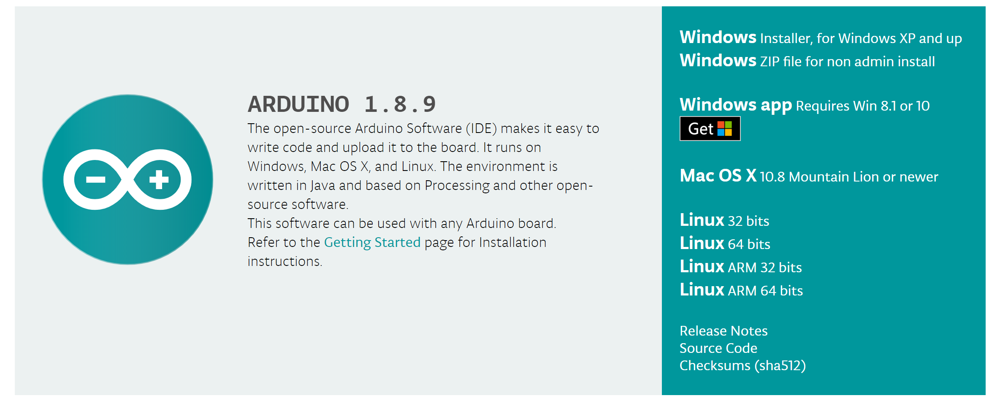 ARDUINO 1.8.9
The open-source Arduino Software (IDE) makes it easy to
write code and upload it to the board. It runs on
Windows, Mac OS X, and Linux. The environment is
written in Java and based on Processing and other open-
source software.
This software can be used with any Arduino board.
Refer to the Getting Started page for Installation
instructions.
Windows Installer, for Windows XP and up
Windows ZIP file for non admin install
Windows app Requires Win 8.1 or 10
Get
Mac OS X 10.8 Mountain Lion or newer
Linux 32 bits
Linux 64 bits
Linux ARM 32 bits
Linux ARM 64 bits
Release Notes
Source Code
Checksums (sha512)